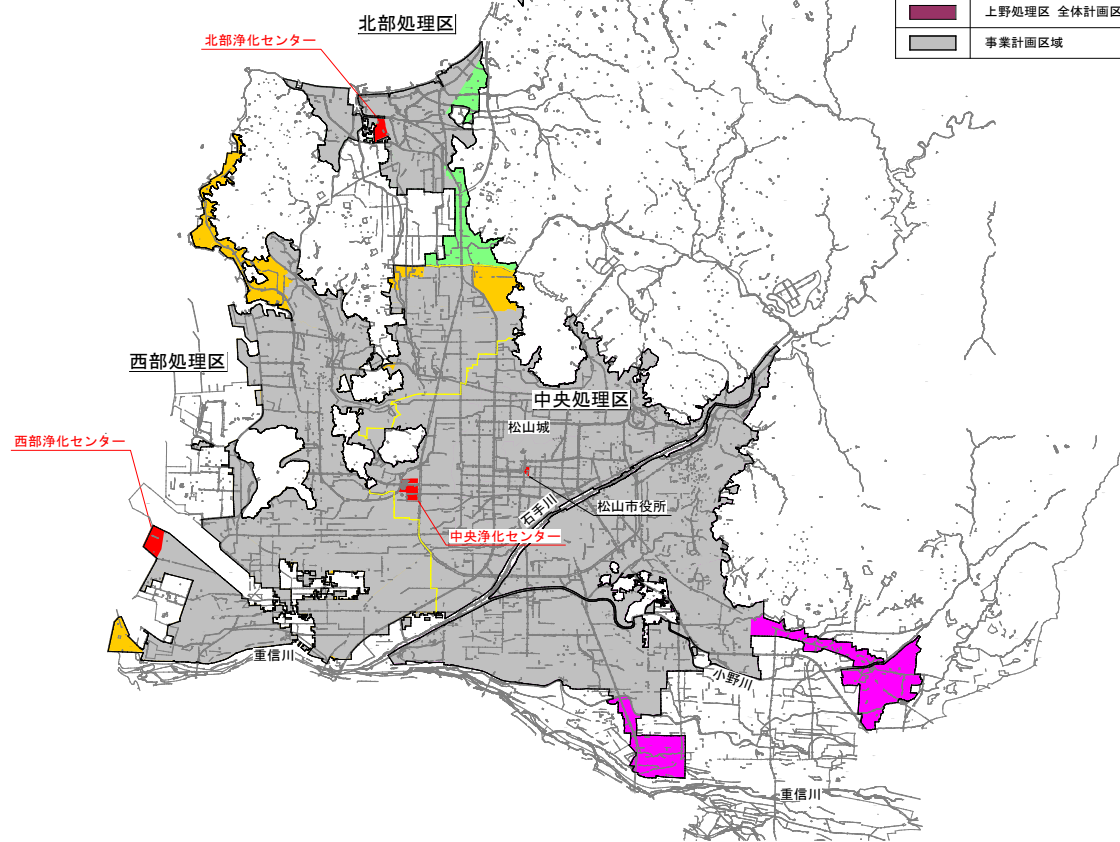 北部処理区
北部浄化センター
上野処理区 全体計画区
事業計画区域
西部処理区
中央処理区
松山城
西部浄化センター
石手川
松山市役所
中央浄化センター
重信川
小野川
重信川